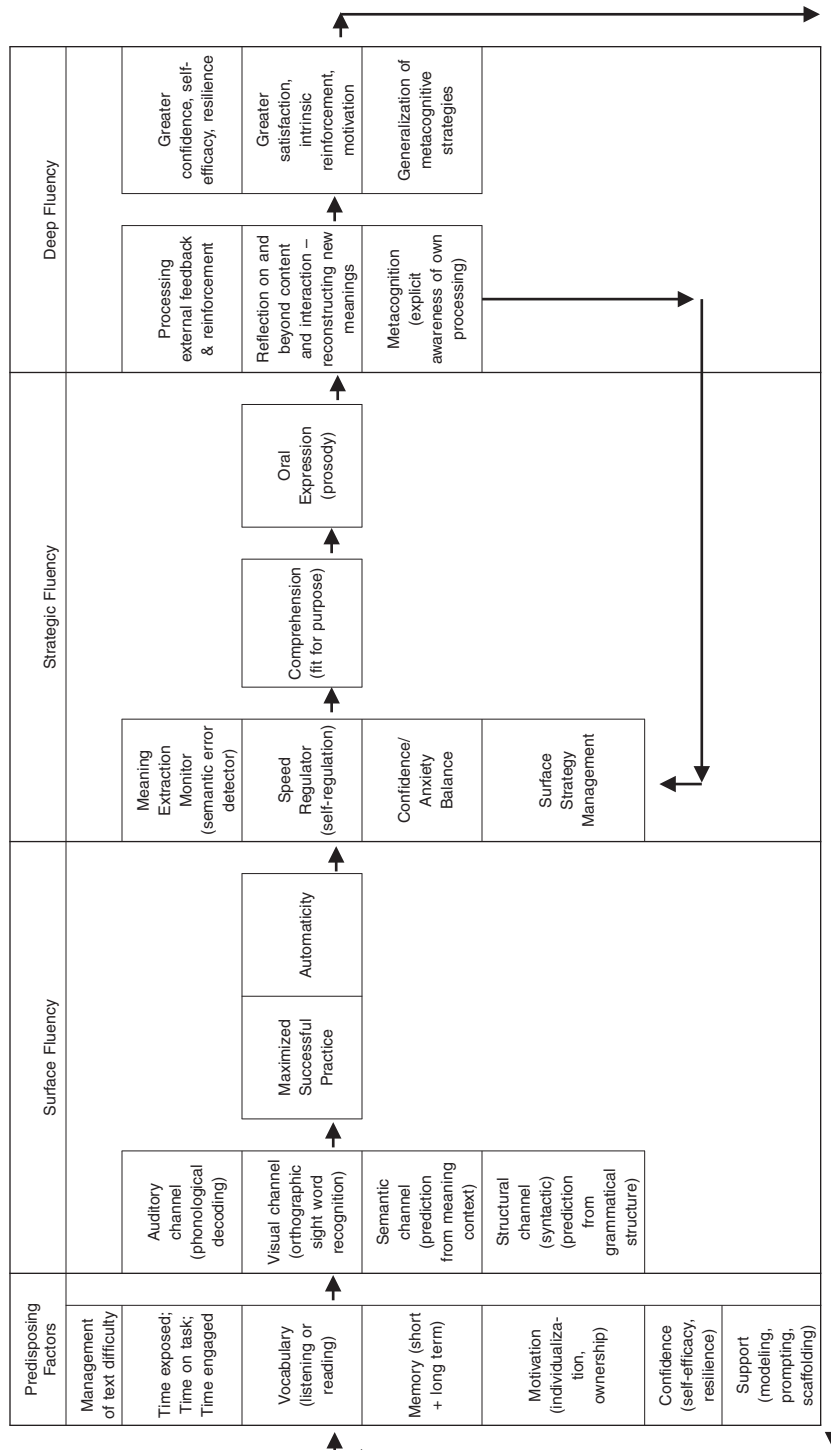 Predisposing
Factors
Management
of text difficulty
Time exposed;
Time on task;
Time engaged
Vocabulary
(listening or
reading)
Memory (short
+ long term)
Motivation
(individualiza-
tion,
ownership)
Confidence
(self-efficacy,
resilience)
Support
(modeling,
prompting,
scaffolding)
Surface Fluency
Auditory
channel
(phonological
decoding)
Visual channel
(orthographic
sight word
recognition)
Semantic
channel
(prediction
from meaning
context)
Structural
channel
(syntactic)
(prediction
from
grammatical
structure)
Maximized
Successful
Practice
Automaticity
Strategic Fluency
Meaning
Extraction
Monitor
(semantic error
detector)
Speed
Regulator
(self-regulation)
Confidence/
Anxiety
Balance
Surface
Strategy
Management
Comprehension
(fit for purpose)
Oral
Expression
(prosody)
Deep Fluency
Processing
external feedback
& reinforcement
Reflection on and
beyond content
and interaction –
reconstructing new
meanings
Metacognition
(explicit
awareness of own
processing)
Greater
confidence, self-
efficacy, resilience
Greater
satisfaction,
intrinsic
reinforcement,
motivation
Generalization of
metacognitive
strategies